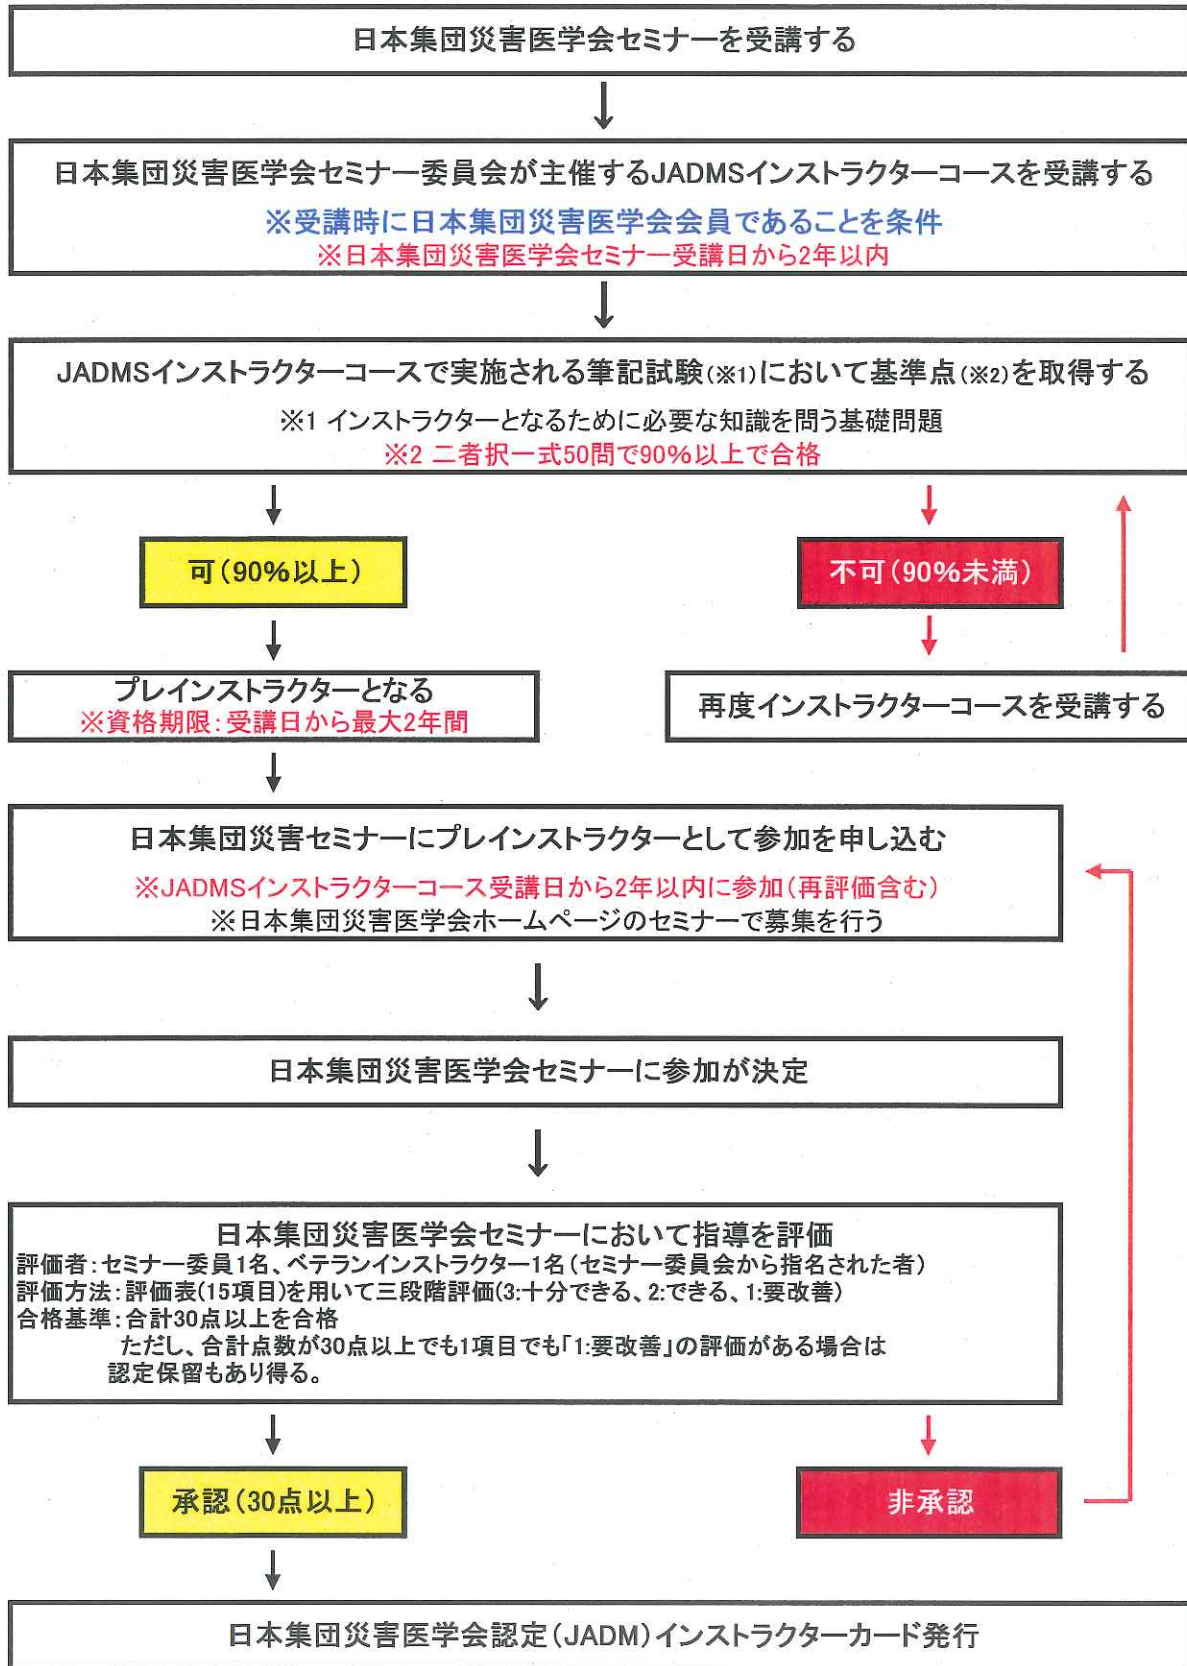 日本集団災害医学会セミナーを受講する
日本集団災害医学会セミナー委員会が主催するJADMSインストラクターコースを受講する
※受講時に日本集団災害医学会会員であることを条件
※日本集団災害医学会セミナー受講日から2年以内
JADMSインストラクターコースで実施される筆記試験(※1)において基準点(※2)を取得する
※1 インストラクターとなるために必要な知識を問う基礎問題
※2 二者択一式50問で90%以上で合格
可(90%以上)
不可(90%未満)
プレインストラクターとなる
※資格期限:受講日から最大2年間
再度インストラクターコースを受講する
日本集団災害セミナーにプレインストラクターとして参加を申し込む
※JADMSインストラクターコース受講日から2年以内に参加(再評価含む)
※日本集団災害医学会ホームページのセミナーで募集を行う
日本集団災害医学会セミナーに参加が決定
日本集団災害医学会セミナーにおいて指導を評価
評価者:セミナー委員1名、ベテランインストラクター1名(セミナー委員会から指名された者)
評価方法:評価表(15項目)を用いて三段階評価(3:十分できる、2:できる、1:要改善)
合格基準:合計30点以上を合格
ただし、合計点数が30点以上でも1項目でも「1:要改善」の評価がある場合は
認定保留もあり得る。
承認(30点以上)
非承認
日本集団災害医学会認定(JADM)インストラクターカード発行